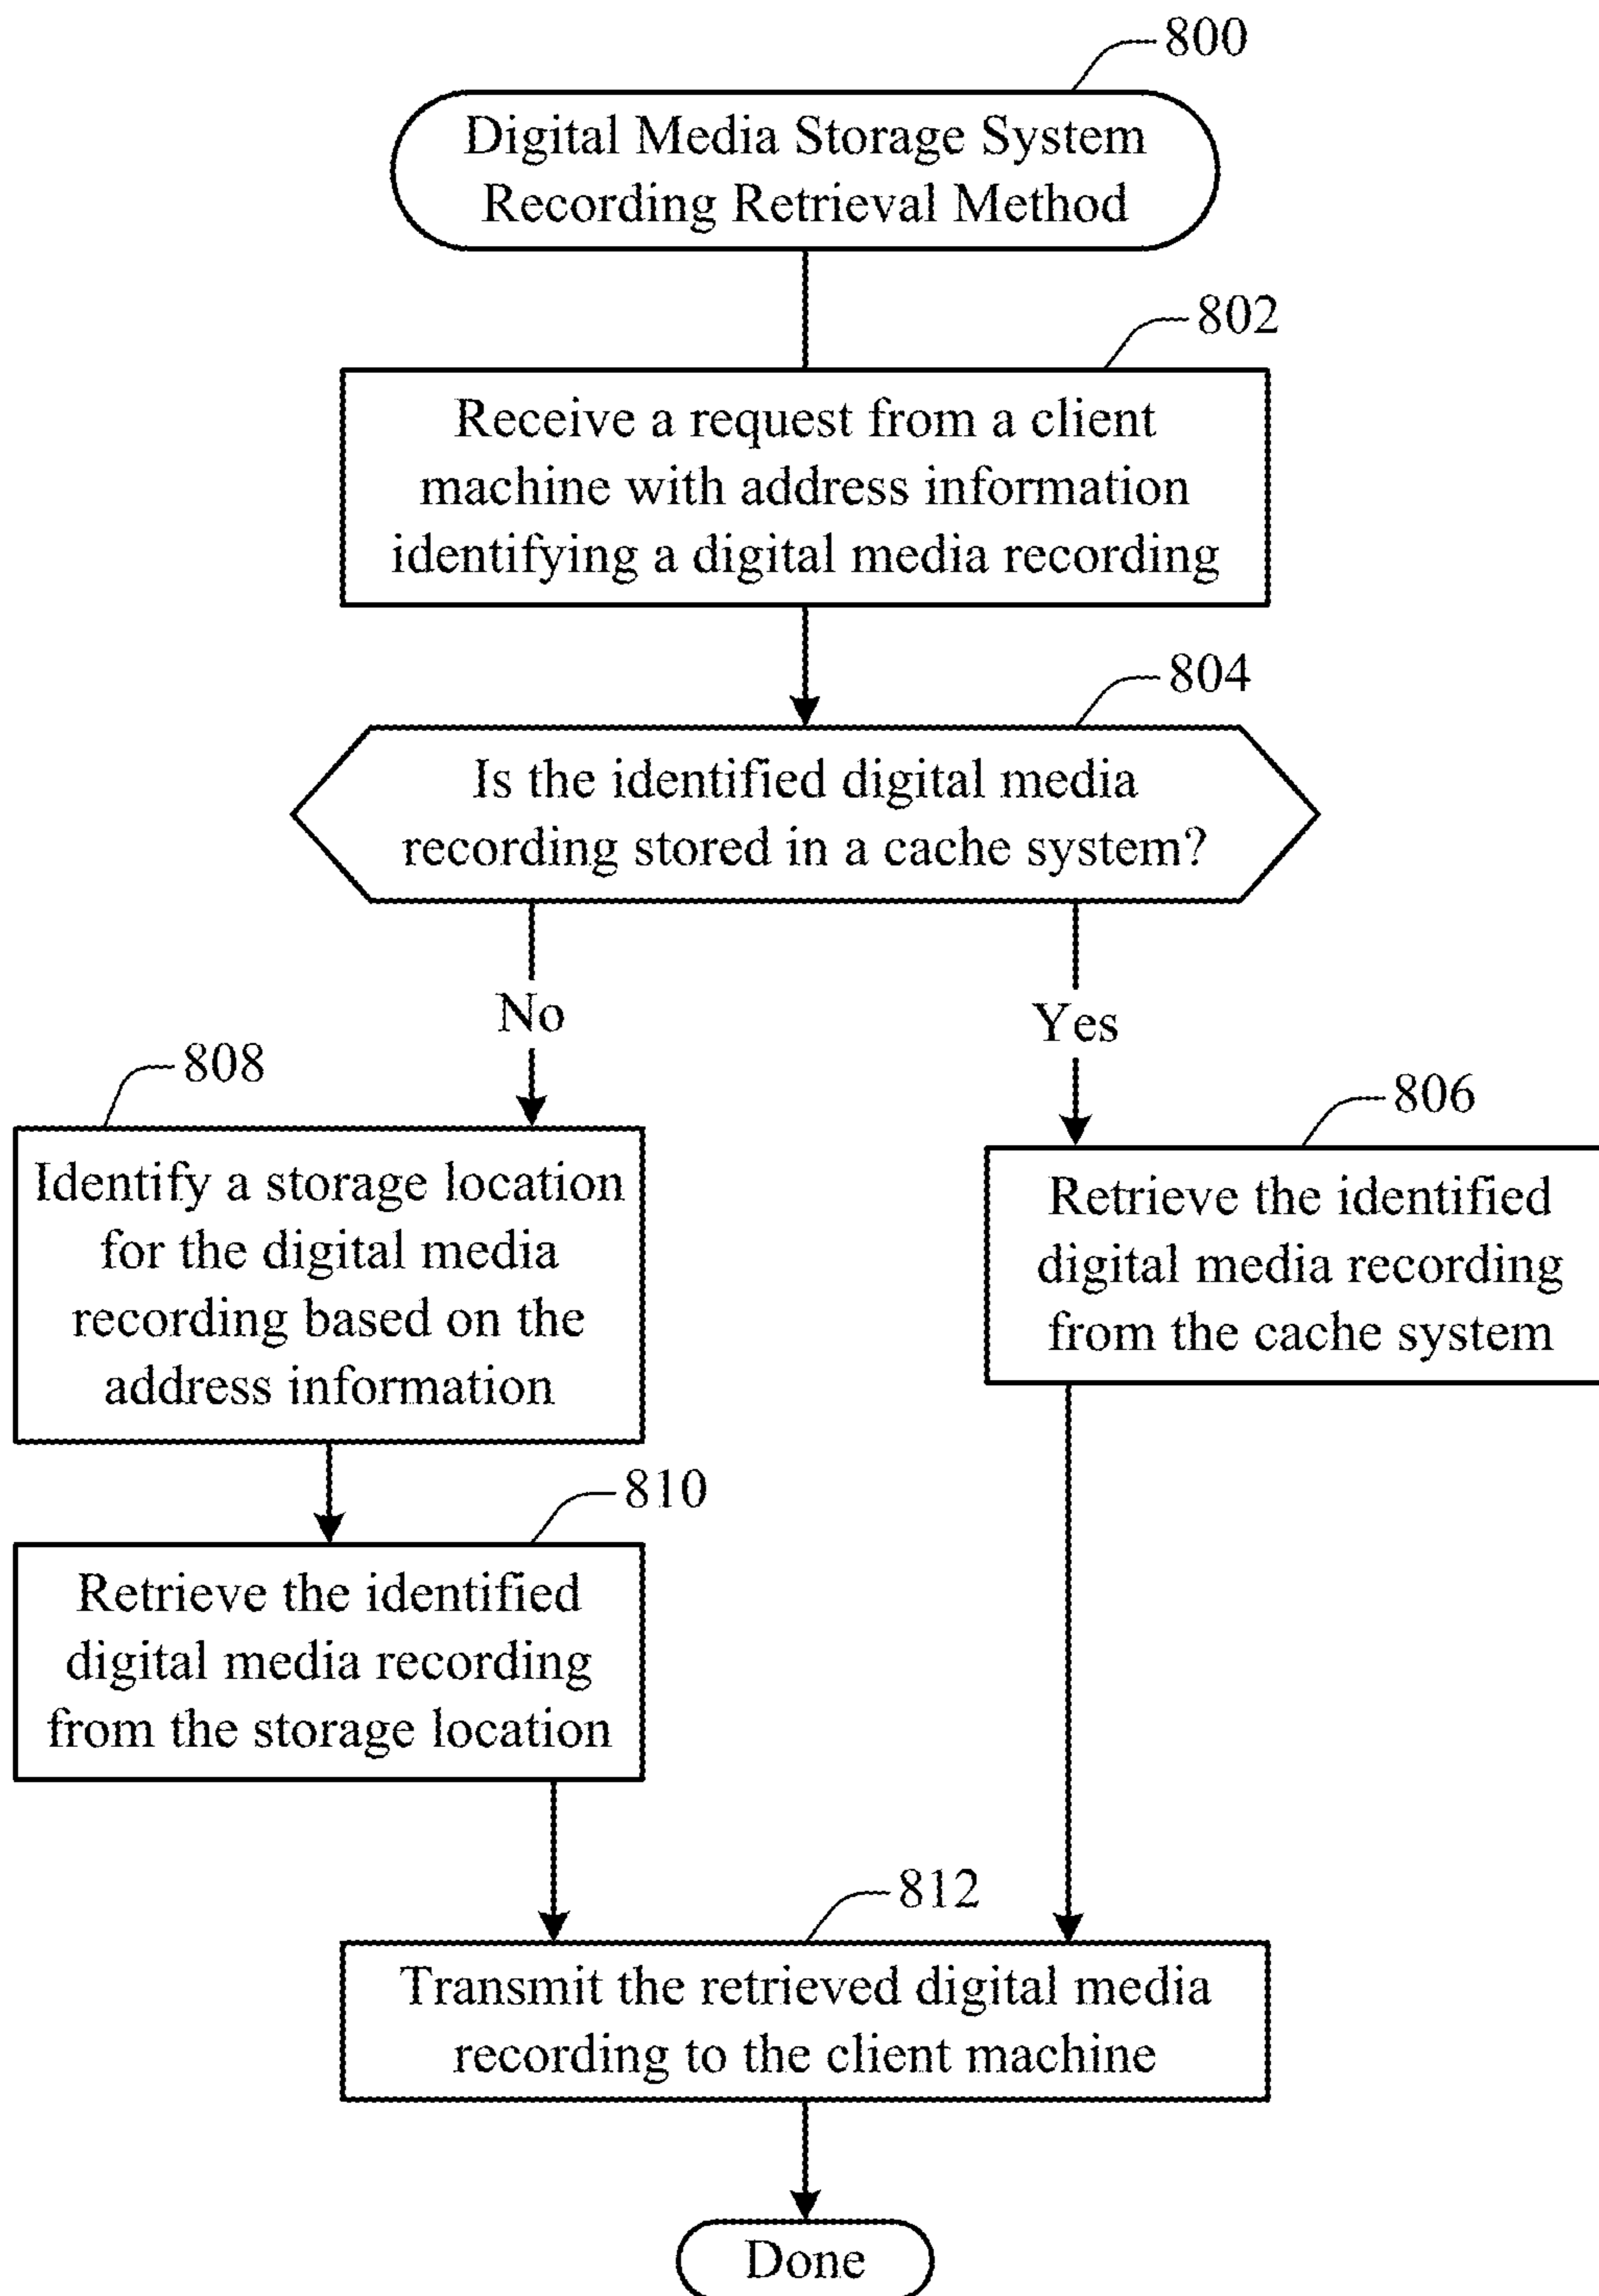 800
Digital Media Storage System
Recording Retrieval Method
802
Receive a request from a client
machine with address information
identifying a digital media recording
804
Is the identified digital media
recording stored in a cache system?
No
Yes
808
Identify a storage location
for the digital media
recording based on the
address information
806
Retrieve the identified
digital media recording
from the cache system
810
Retrieve the identified
digital media recording
from the storage location
812
Transmit the retrieved digital media
recording to the client machine
Done